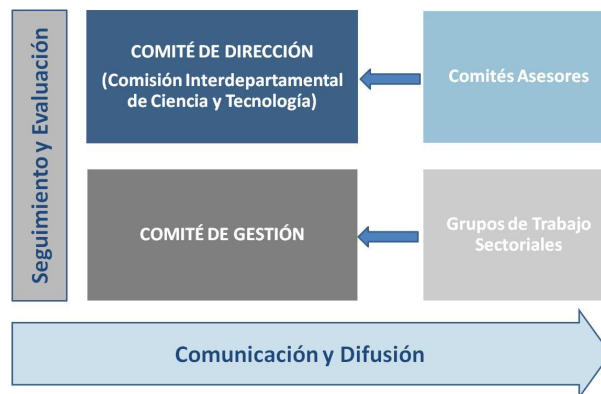 Seguimiento y Evaluación
COMITÉ DE DIRECCIÓN
(Comisión Interdepartamental
de Ciencia y Tecnología)
Comités Asesores
COMITÉ DE GESTIÓN
Grupos de Trabajo
Sectoriales
Comunicación y Difusión